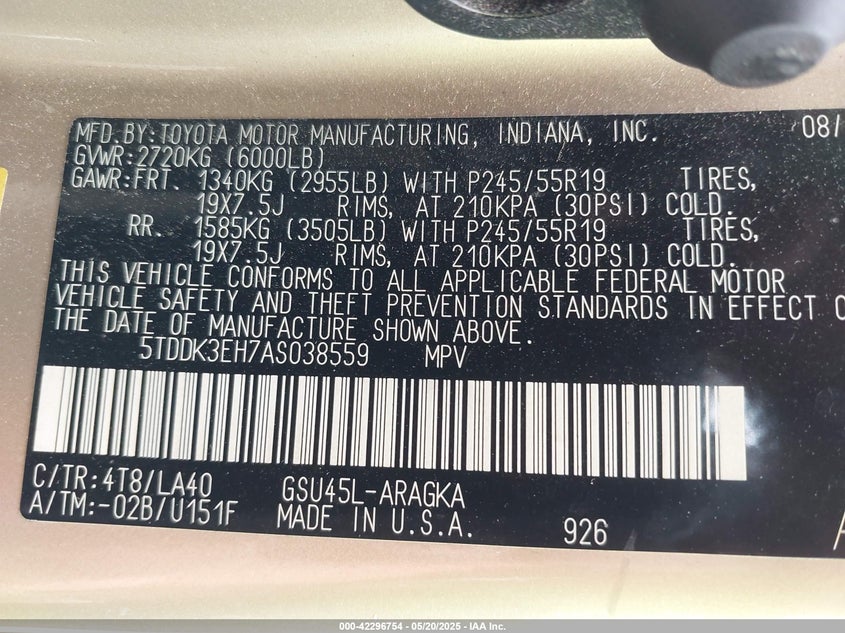 MFD.BY:TOYOTA MOTOR MANUFACTURING, INDIANA, INC. 08/
GVWR:2720KG (6000LB)
GAWR:FRT. 1340KG (2955LB) WITH P245/55R19 TIRES,
19X7.5J RIMS, AT 210KPA (30PSI) COLD.
RR. 1585KG (3505LB) WITH P245/55R19 TIRES,
19X7.5J RIMS, AT 210KPA (30PSI) COLD.
THIS VEHICLE CONFORMS TO ALL APPLICABLE FEDERAL MOTOR
VEHICLE SAFETY AND THEFT PREVENTION STANDARDS IN EFFECT
THE DATE OF MANUFACTURE SHOWN ABOVE.
5TDDK3EH7AS038559 MPV
C/TR:4T8/LA40 GSU45L-ARAGKA
A/TM:-02B/U151F MADE IN U.S.A. 926
000-42296754 - 05/20/2025 - IAA Inc.